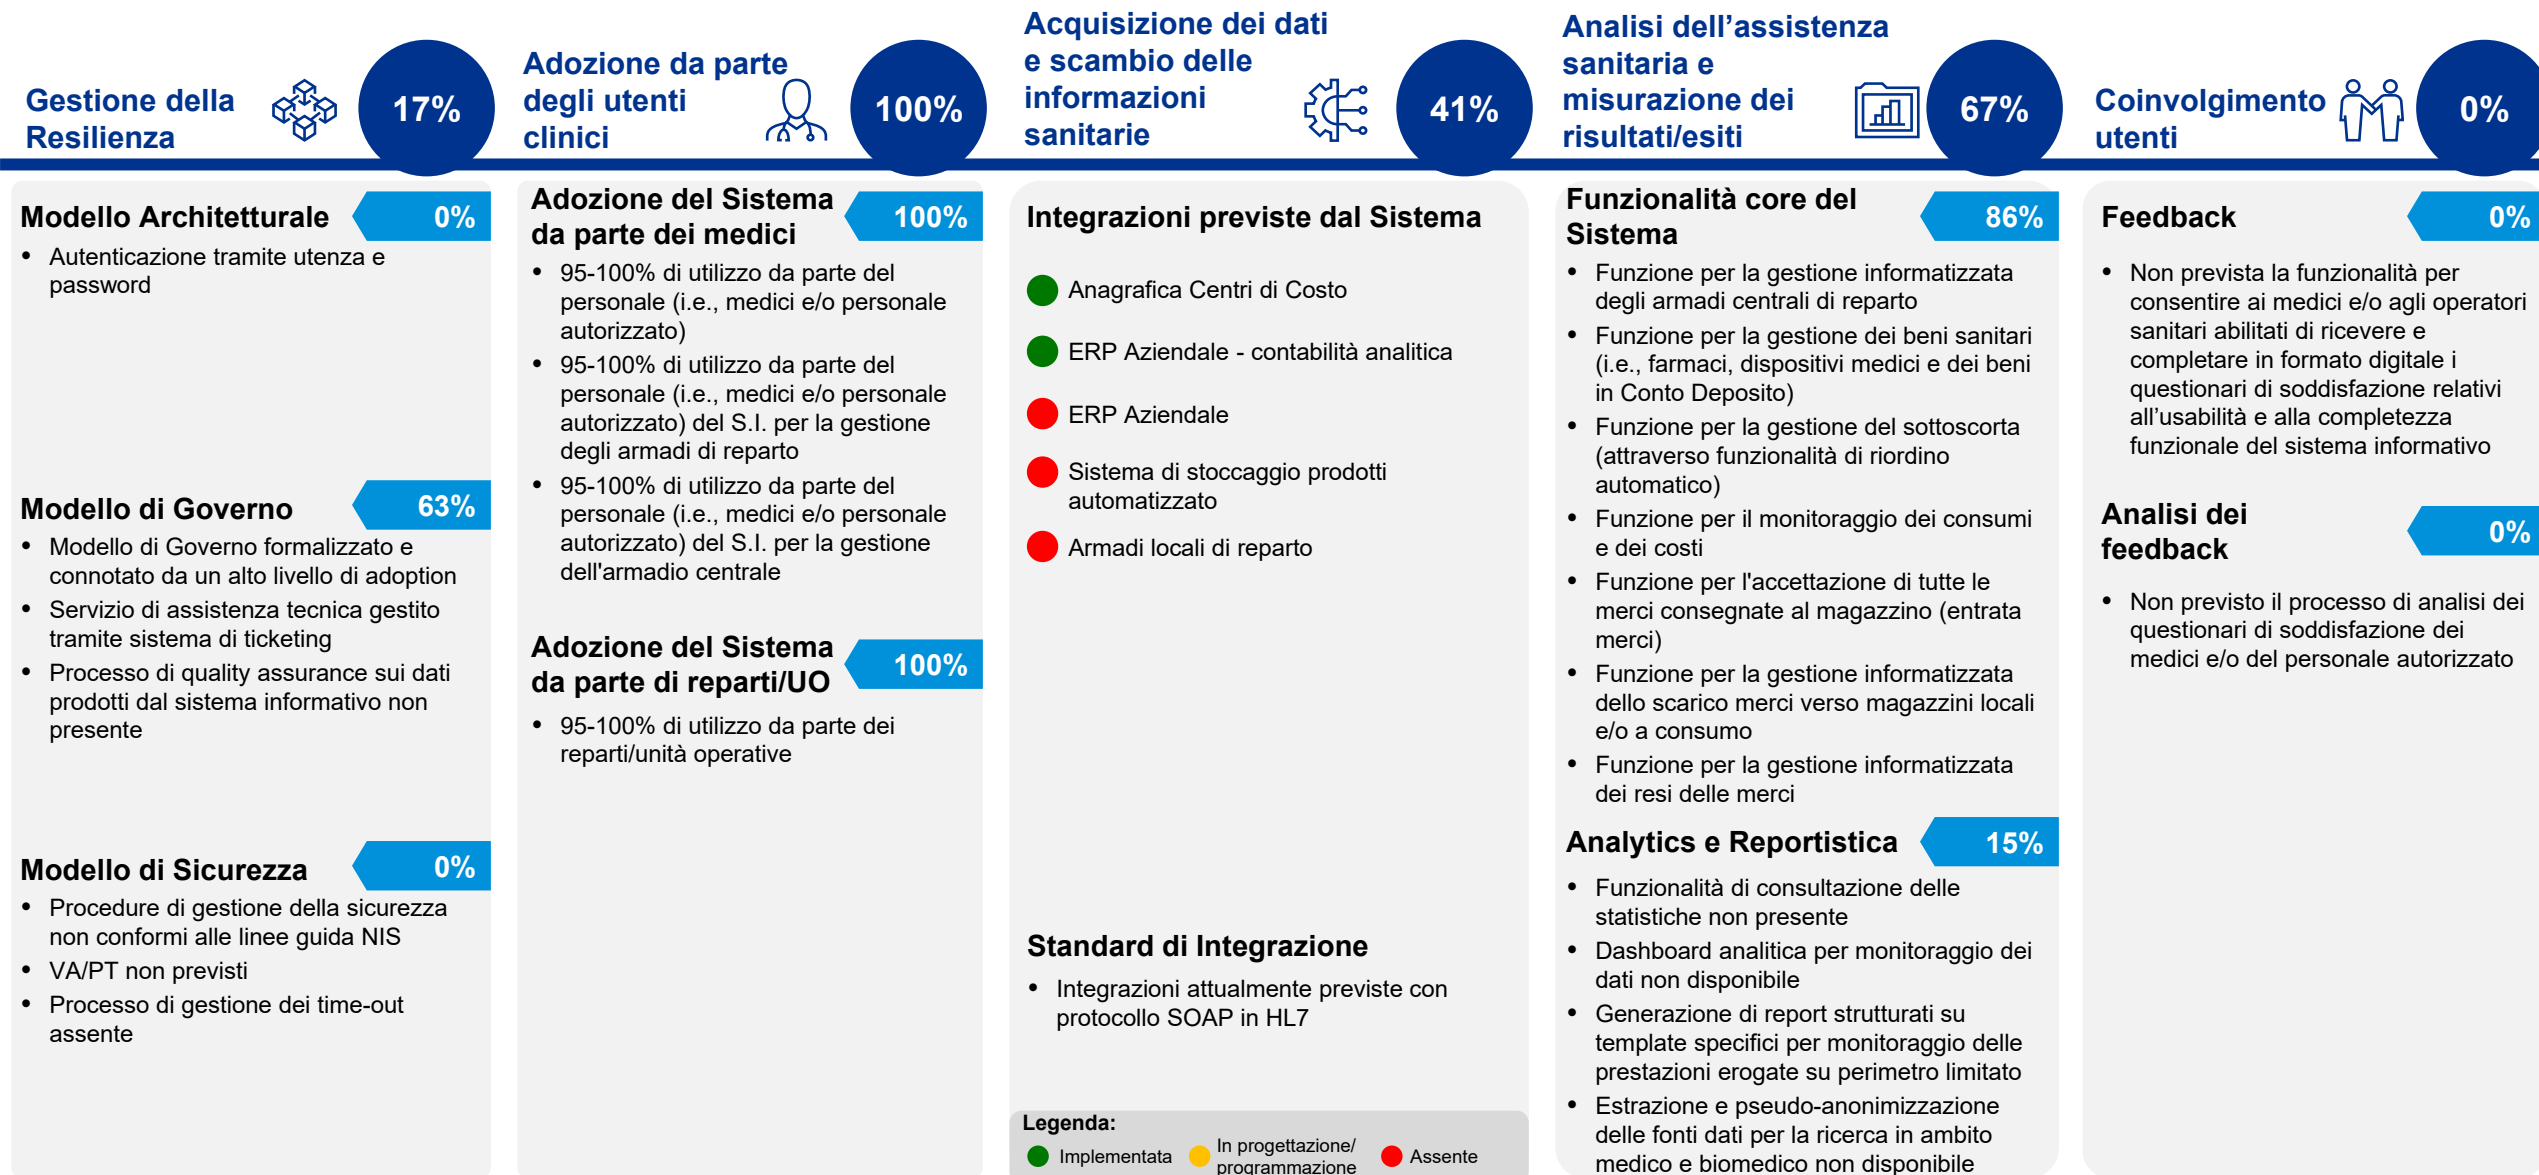 Gestione della
Resilienza
17%
Adozione da parte
degli utenti
clinici
100%
Acquisizione dei dati
e scambio delle
informazioni
sanitarie
41%
Analisi dell’assistenza
sanitaria e
misurazione dei
risultati/esiti
67%
Coinvolgimento
utenti
0%
Modello Architetturale
0%
• Autenticazione tramite utenza e
password
Modello di Governo
63%
• Modello di Governo formalizzato e
connotato da un alto livello di adoption
• Servizio di assistenza tecnica gestito
tramite sistema di ticketing
• Processo di quality assurance sui dati
prodotti dal sistema informativo non
presente
Modello di Sicurezza
0%
• Procedure di gestione della sicurezza
non conformi alle linee guida NIS
• VA/PT non previsti
• Processo di gestione dei time-out
assente
Adozione del Sistema
da parte dei medici
100%
• 95-100% di utilizzo da parte del
personale (i.e., medici e/o personale
autorizzato)
• 95-100% di utilizzo da parte del
personale (i.e., medici e/o personale
autorizzato) del S.I. per la gestione
degli armadi di reparto
• 95-100% di utilizzo da parte del
personale (i.e., medici e/o personale
autorizzato) del S.I. per la gestione
dell'armadio centrale
Adozione del Sistema
da parte di reparti/UO
100%
• 95-100% di utilizzo da parte dei
reparti/unità operative
Integrazioni previste dal Sistema
Anagrafica Centri di Costo
ERP Aziendale - contabilità analitica
ERP Aziendale
Sistema di stoccaggio prodotti
automatizzato
Armadi locali di reparto
Standard di Integrazione
• Integrazioni attualmente previste con
protocollo SOAP in HL7
Legenda:
Implementata
In progettazione/
programmazione
Assente
Funzionalità core del
Sistema
86%
• Funzione per la gestione informatizzata
degli armadi centrali di reparto
• Funzione per la gestione dei beni sanitari
(i.e., farmaci, dispositivi medici e dei beni
in Conto Deposito)
• Funzione per la gestione del sottoscorta
(attraverso funzionalità di riordino
automatico)
• Funzione per il monitoraggio dei consumi
e dei costi
• Funzione per l'accettazione di tutte le
merci consegnate al magazzino (entrata
merci)
• Funzione per la gestione informatizzata
dello scarico merci verso magazzini locali
e/o a consumo
• Funzione per la gestione informatizzata
dei resi delle merci
Analytics e Reportistica
15%
• Funzionalità di consultazione delle
statistiche non presente
• Dashboard analitica per monitoraggio dei
dati non disponibile
• Generazione di report strutturati su
template specifici per monitoraggio delle
prestazioni erogate su perimetro limitato
• Estrazione e pseudo-anonimizzazione
delle fonti dati per la ricerca in ambito
medico e biomedico non disponibile
Feedback
0%
• Non prevista la funzionalità per
consentire ai medici e/o agli operatori
sanitari abilitati di ricevere e
completare in formato digitale i
questionari di soddisfazione relativi
all’usabilità e alla completezza
funzionale del sistema informativo
Analisi dei
feedback
0%
• Non previsto il processo di analisi dei
questionari di soddisfazione dei
medici e/o del personale autorizzato